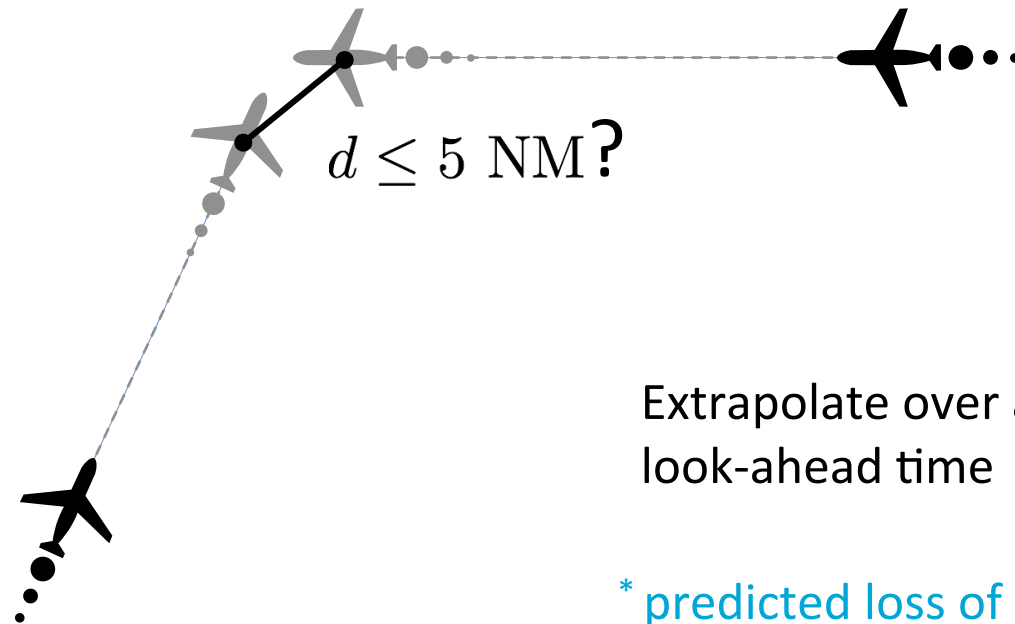 d ≤ 5 NM?
Extrapolate over
look-ahead time
* predicted loss of